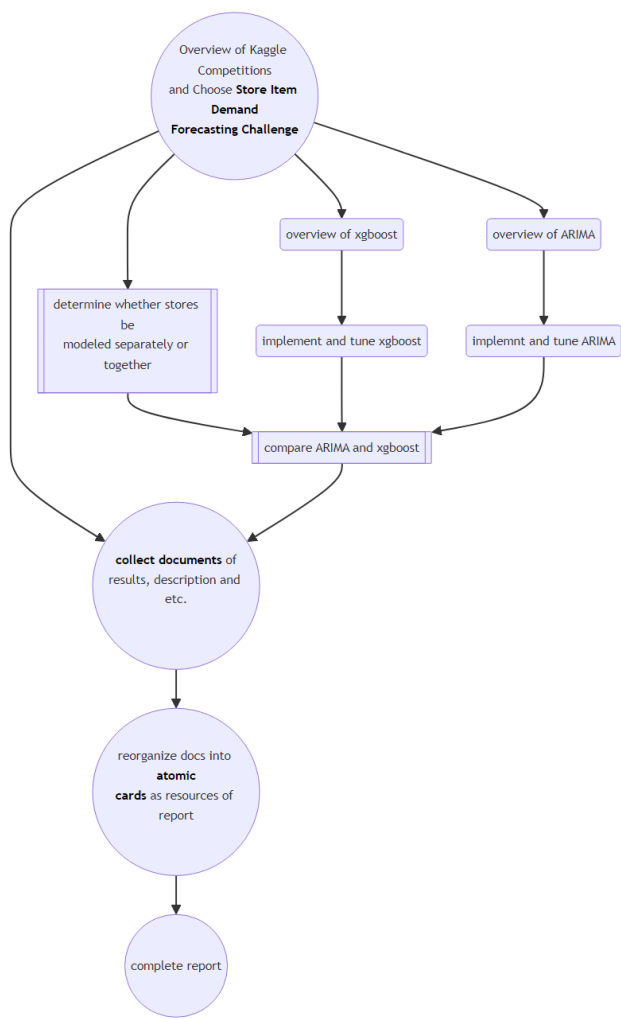 Overview of Kaggle
Competitions
and Choose Store Item
Demand
Forecasting Challenge
overview of xgboost
overview of ARIMA
determine whether stores
be
modeled separately or
together
implement and tune xgboost
implemnt and tune ARIMA
compare ARIMA and xgboost
collect documents of
results, description and
etc.
reorganize docs into
atomic
cards as resources of
report
complete report